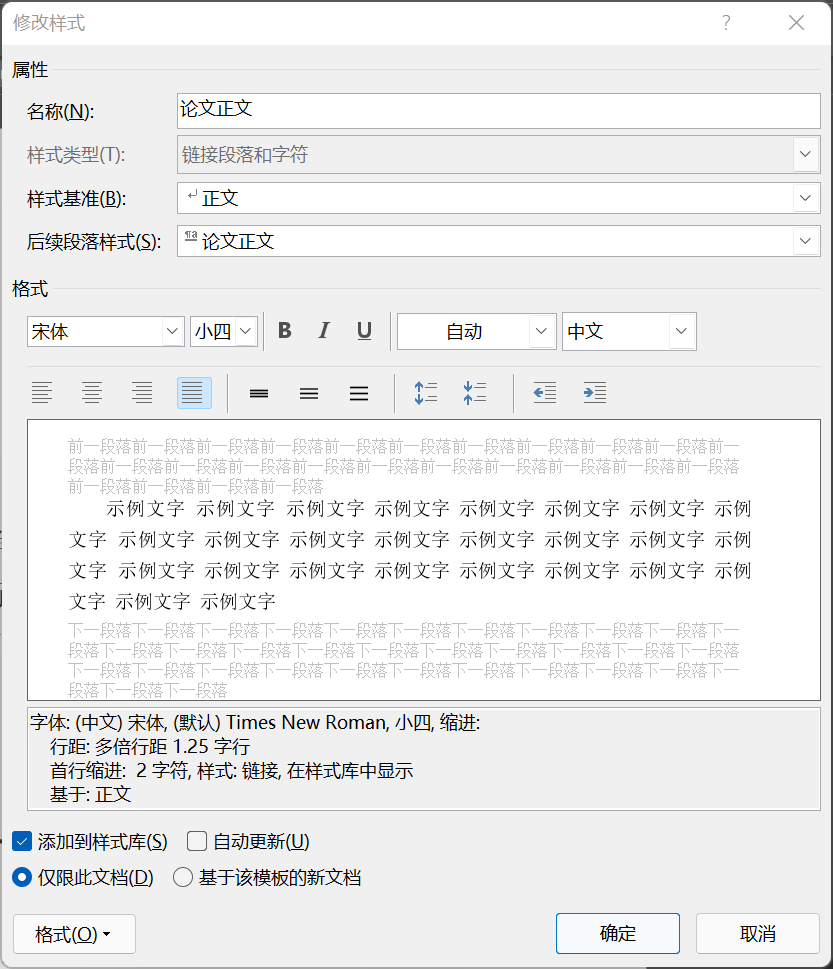 修改样式 ?
属性
名称(N): 论文正文
样式类型(T): 链接段落和字符
样式基准(B): 正文
后续段落样式(S): 论文正文
格式
宋体 小四 B I U 自动 中文
前一段落前一段落前一段落前一段落前一段落前一段落前一段落前一段落前一段落前一段落前一
段落前一段落前一段落前一段落前一段落前一段落前一段落前一段落前一段落前一段落前一段落
前一段落前一段落前一段落前一段落
示例文字 示例文字 示例文字 示例文字 示例文字 示例文字 示例文字 示例
文字 示例文字 示例文字 示例文字 示例文字 示例文字 示例文字 示例文字 示例
文字 示例文字 示例文字 示例文字 示例文字 示例文字 示例文字 示例文字 示例
文字 示例文字 示例文字
下一段落下一段落下一段落下一段落下一段落下一段落下一段落下一段落下一段落下一段落下一
段落下一段落下一段落下一段落下一段落下一段落下一段落下一段落下一段落下一段落下一段落
下一段落下一段落下一段落下一段落下一段落下一段落下一段落下一段落下一段落下一段落下一
段落下一段落下一段落
字体: (中文) 宋体, (默认) Times New Roman, 小四, 缩进:
行距: 多倍行距 1.25 字行
首行缩进: 2 字符, 样式: 链接, 在样式库中显示
基于: 正文
添加到样式库(S) 自动更新(U)
仅限此文档(D) 基于该模板的新文档
格式(O) 确定 取消